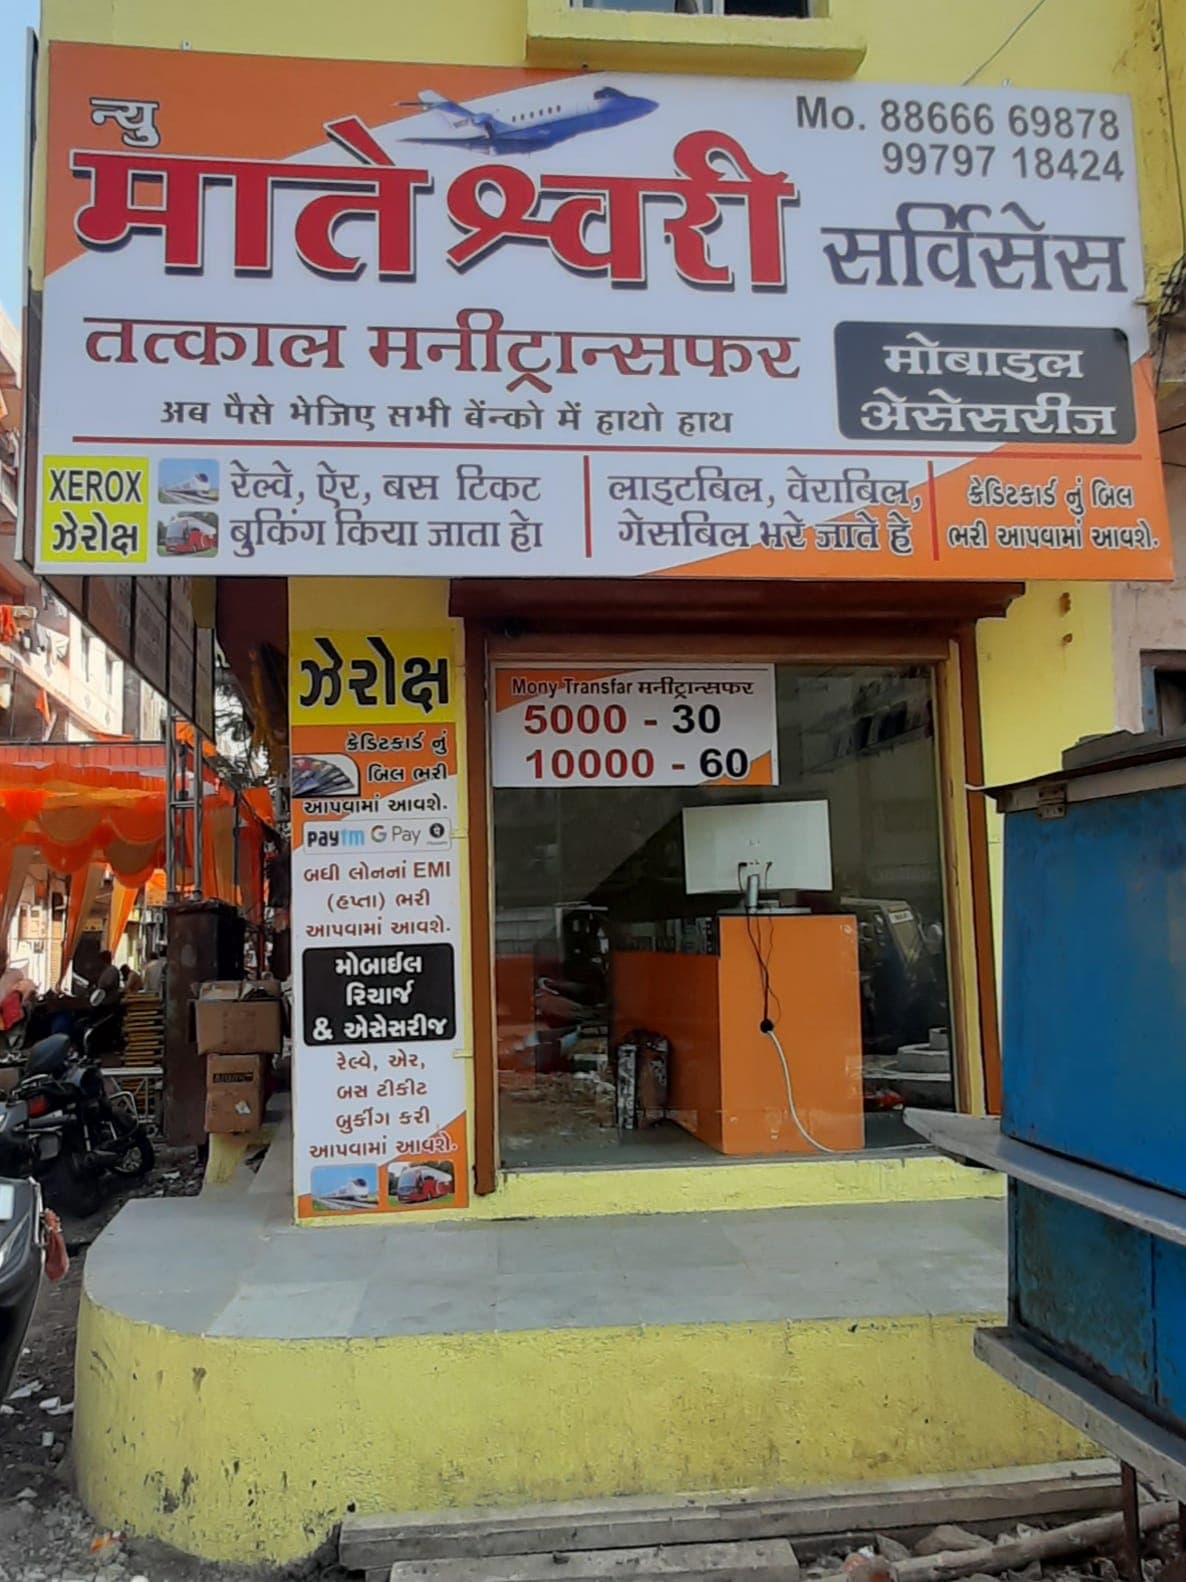 न्यु
मातेश्वरी
Mo. 88666 69878
99797 18424
सर्विसेस
तत्काल मनीट्रान्सफर
अब पैसे भेजिए सभी बेंन्को में हाथो हाथ
मोबाइल
अेसेसरीज
XEROX
ઝેરોક્ષ
रेल्वे, ऐर, बस टिकट
बुकिंग किया जाता हेा
लाइटबिल, वेराबिल,
गेसबिल भरे जाते हे
ક્રેડિટકાર્ડ નું બિલ
ભરી આપવામાં આવશે.
ઝેરોક્ષ
ક્રેડિટકાર્ડ નું
બિલ ભરી
આપવામાં આવશે.
Paytm G Pay
બધી લોનનાં EMI
(હપ્તા) ભરી
આપવામાં આવશે.
મોબાઈલ
રિચાર્જ
& એસેસરીજ
રેલ્વે, એર,
બસ ટીકીટ
બુકીંગ કરી
આપવામાં આવશે.
Mony Transfar मनीट्रान्सफर
5000 - 30
10000 - 60